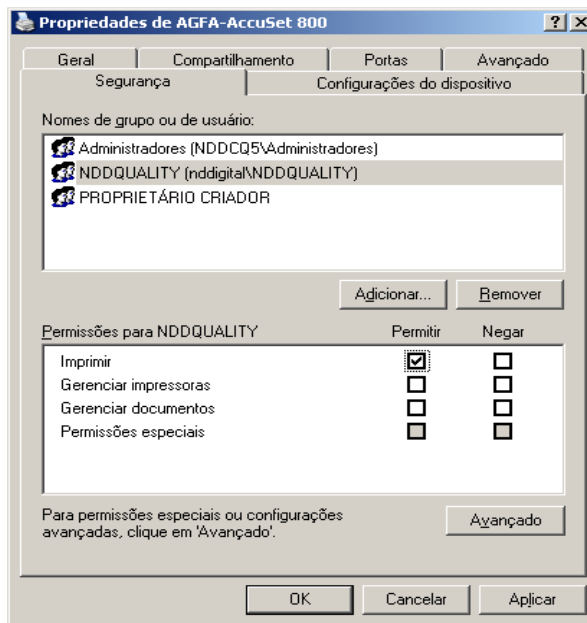 Propriedades de AGFA-AccuSet 800
Geral Compartilhamento Portas Avançado
Segurança Configurações do dispositivo
Nomes de grupo ou de usuário:
Administradores (NDDCQ5\Administradores)
NDDQUALITY (nddigital\NDDQUALITY)
PROPRIETÁRIO CRIADOR
Adicionar... Remover
Permissões para NDDQUALITY Permitir Negar
Imprimir
Gerenciar impressoras
Gerenciar documentos
Permissões especiais
Para permissões especiais ou configurações
avançadas, clique em 'Avançado'.
Avançado
OK Cancelar Aplicar